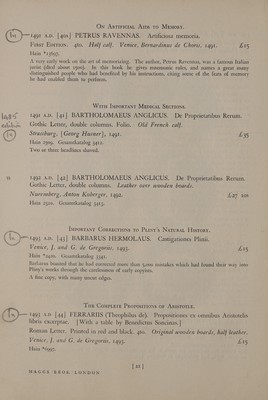 On Artificial Aids to Memory.
1491 A.D. [40] PETRUS RAVENNAS. Artificiosa memoria.
First Edition. 4to. Half calf. Venice, Bernardinus de Choris, 1491. £15
Hain *13697.
A very early work on the art of memorizing. The author, Petrus Ravennas, was a famous Italian
jurist (died about 1502). In this book he gives mnemonic rules, and names a great many
distinguished people who had benefited by his instructions, citing some of the feats of memory
he had enabled them to perform.
With Important Medical Sections.
1491 A.D. [41] BARTHOLOMAEUS ANGLICUS. De Proprietatibus Rerum.
Gothic Letter, double columns. Folio. Old French calf.
Strassburg, [Georg Husner], 1491. £55
Hain 2509. Gesamtkatalog 3412.
Two or three headlines shaved.
1492 A.D. [42] BARTHOLOMAEUS ANGLICUS. De Proprietatibus Rerum.
Gothic Letter, double columns. Leather over wooden boards.
Nuremberg, Anton Koberger, 1492. £27 10s
Hain 2510. Gesamtkatalog 3413.
Important Corrections to Pliny's Natural History.
1493 A.D. [43] BARBARUS HERMOLAUS. Castigationes Plinii.
Venice, J. and G. de Gregoriis, 1493. £15
Hain *2420. Gesamtkatalog 3341.
Barbarus boasted that he had corrected more than 5,000 mistakes which had found their way into
Pliny's works through the carelessness of early copyists.
A fine copy, with many uncut edges.
The Complete Propositions of Aristotle.
1493 A.D. [44] FERRARIIS (Theophilus de). Propositiones ex omnibus Aristotelis
libris excerptae. [With a table by Benedictus Soncinas.]
Roman Letter. Printed in red and black. 4to. Original wooden boards, half leather.
Venice, J. and G. de Gregoriis, 1493. £15
Hain *6997.
[21]
MAGGS BROS. LONDON